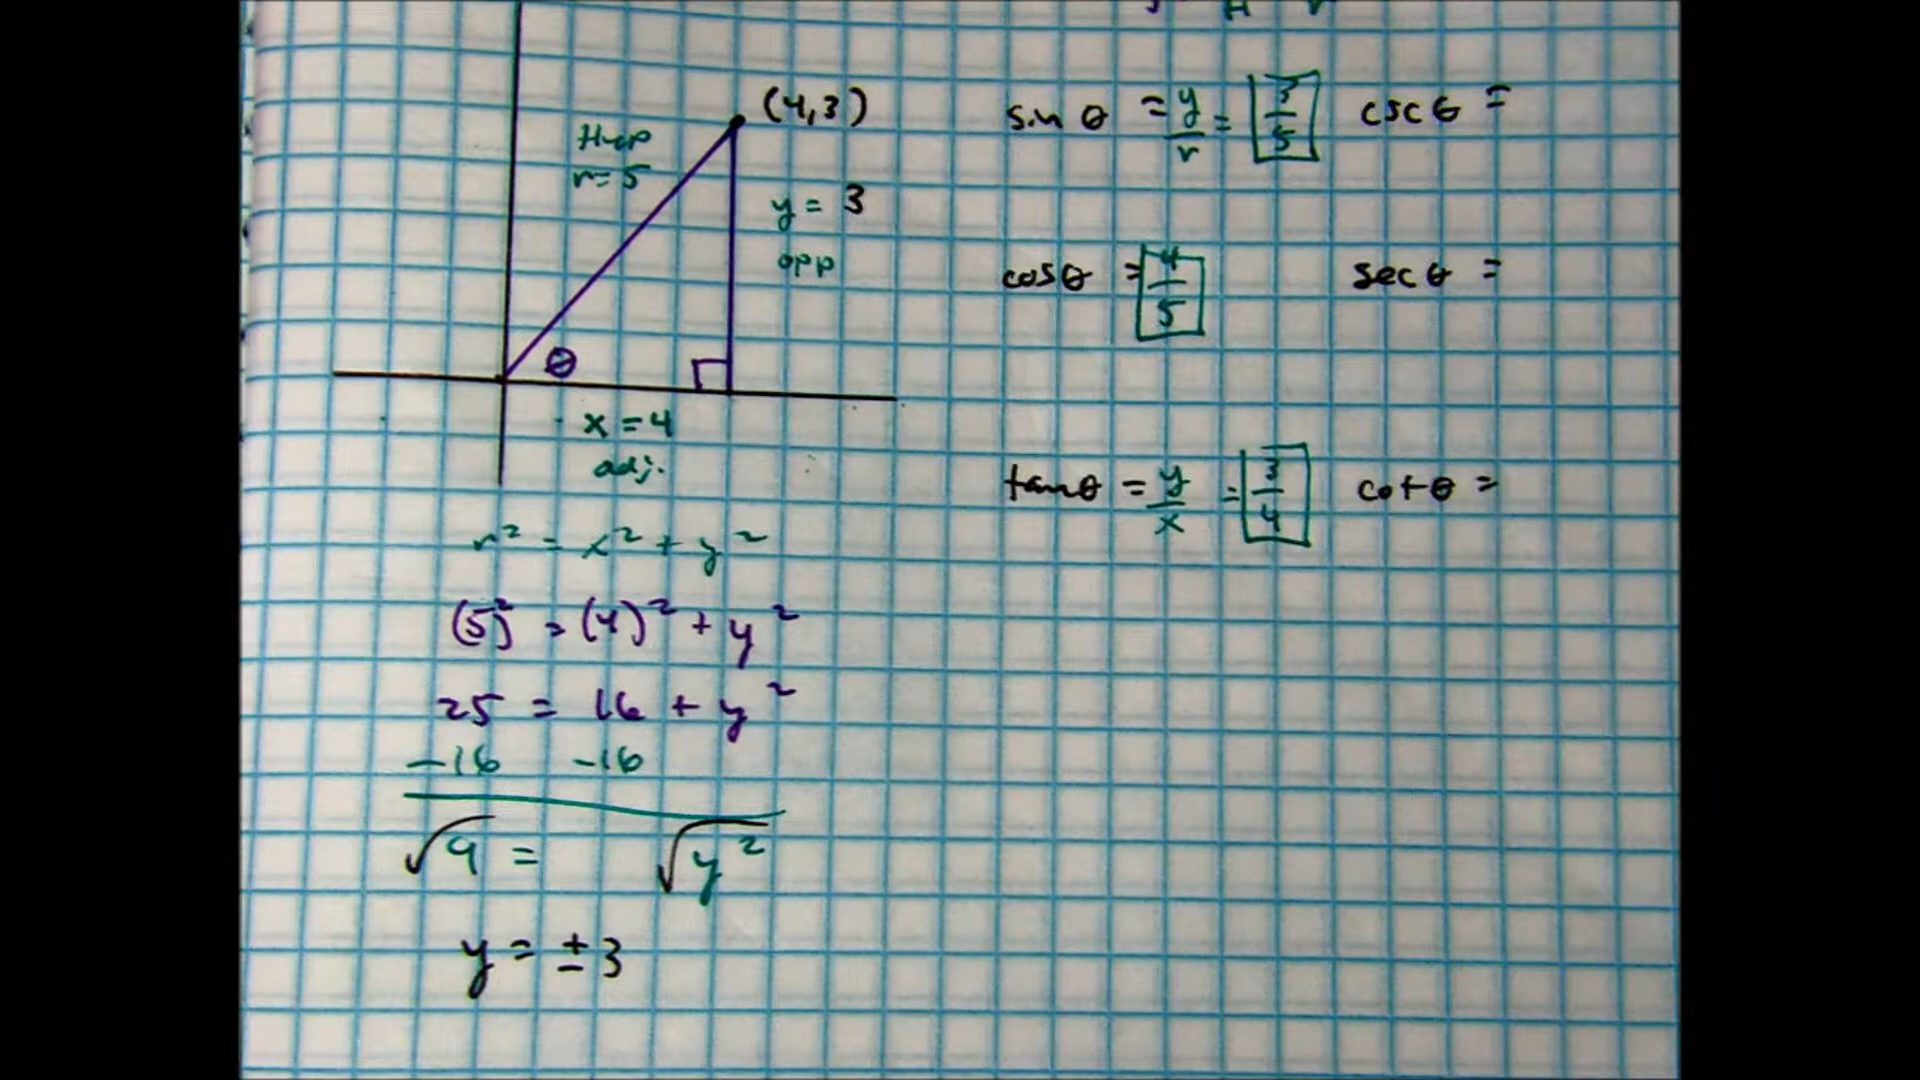 (4,3)
Hyp
r=5
y = 3
opp
θ
x = 4
adj.
r² = x² + y²
(5)² = (4)² + y²
25 = 16 + y²
-16 -16
√9 = √y²
y = ±3
sin θ = y/r = 3/5 csc θ =
cos θ = 4/5 sec θ =
tan θ = y/x = 3/4 cot θ =